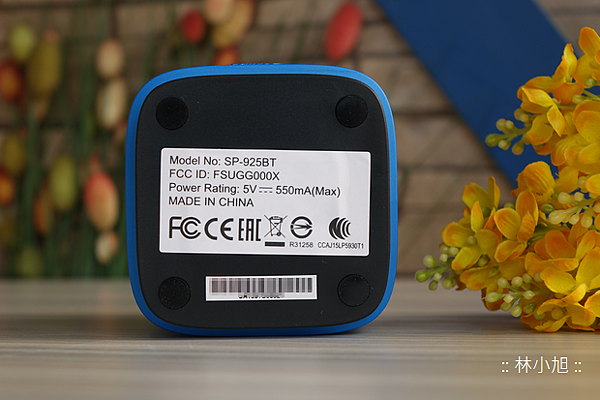 Model No: SP-925BT
FCC ID: FSUGG000X
Power Rating: 5V⎓550mA(Max)
MADE IN CHINA
FC CE EAC
R31258 CCAJ15LP5930T1
:: 林小旭 ::